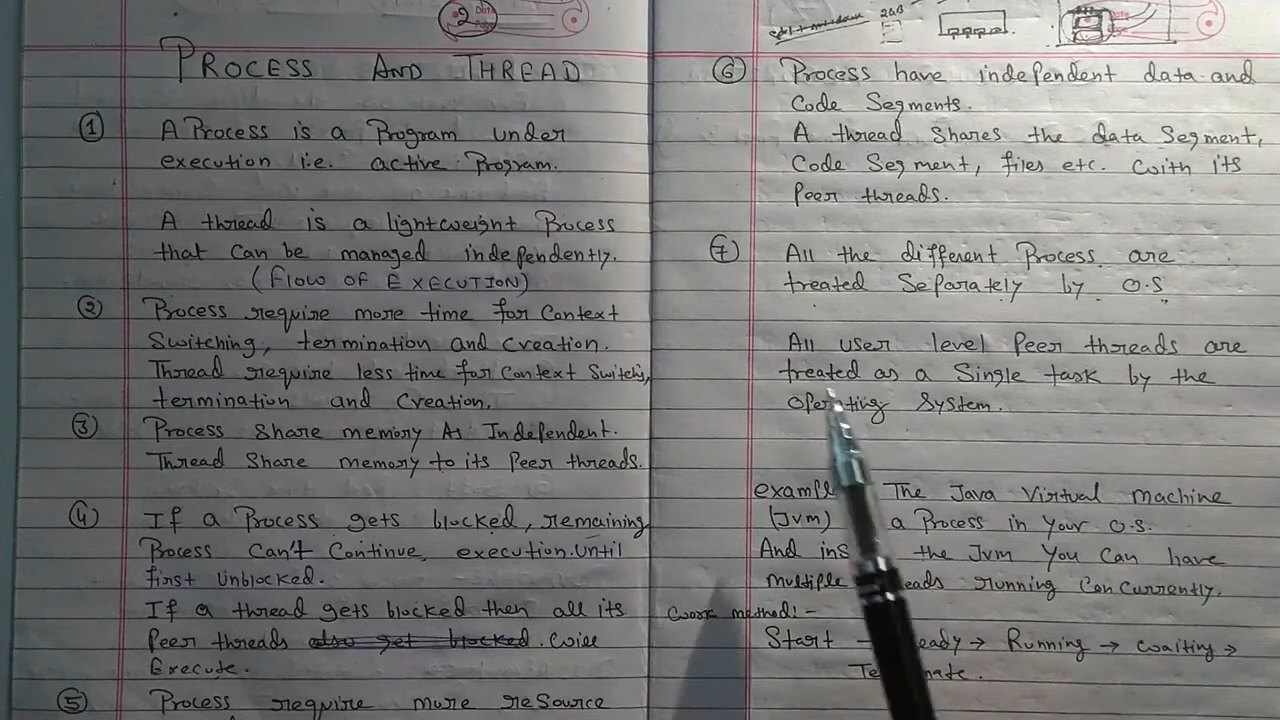 2
PROCESS AND THREAD
① A Process is a Program under
execution i.e. active Program.
A thread is a lightweight Process
that can be managed independently.
(Flow OF EXECUTION)
② Process require more time for Context
Switching, termination and creation.
Thread require less time for Context Switch,
termination and Creation.
③ Process Share memory As Independent.
Thread Share memory to its Peer threads.
④ If a Process gets blocked, remaining
Process Can't Continue, execution until
first Unblocked.
If a thread gets blocked then all its
Peer threads also get blocked. will
Execute.
⑤ Process require more resource
⑥ Process have independent data and
Code Segments.
A thread Shares the data Segment,
Code Segment, files etc. with its
Peer threads.
⑦ All the different Process are
treated Separately by O.S
All user level Peer threads are
treated as a Single task by the
Operating System.
The Java Virtual machine
(Jvm) a Process in your O.S.
And the Jvm You Can have
multiple running Concurrently.
Work method:-
Start → → Running → waiting →